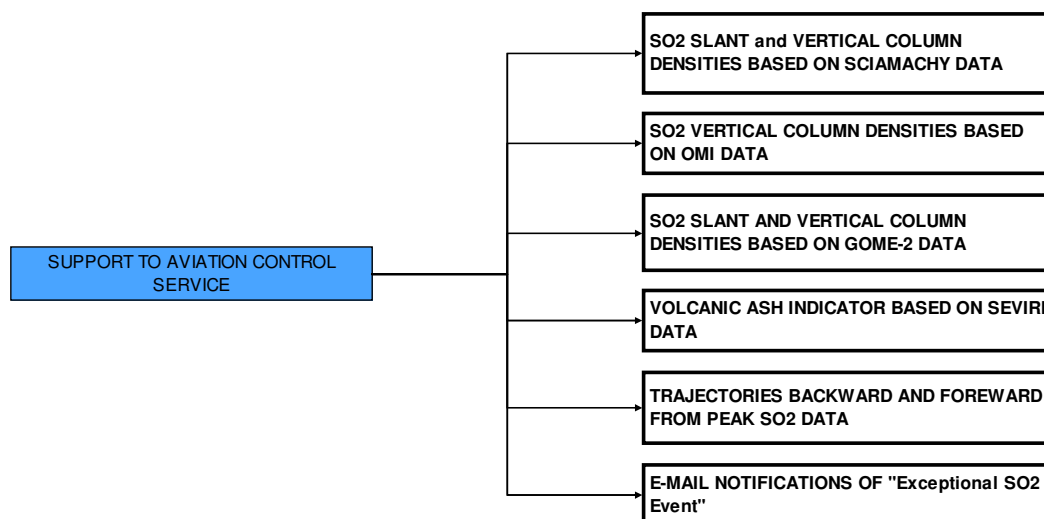 SO2 SLANT and VERTICAL COLUMN
DENSITIES BASED ON SCIAMACHY DATA
SO2 VERTICAL COLUMN DENSITIES BASED
ON OMI DATA
SO2 SLANT AND VERTICAL COLUMN
DENSITIES BASED ON GOME-2 DATA
SUPPORT TO AVIATION CONTROL
SERVICE
VOLCANIC ASH INDICATOR BASED ON SEVIRI
DATA
TRAJECTORIES BACKWARD AND FOREWARD
FROM PEAK SO2 DATA
E-MAIL NOTIFICATIONS OF "Exceptional SO2
Event"